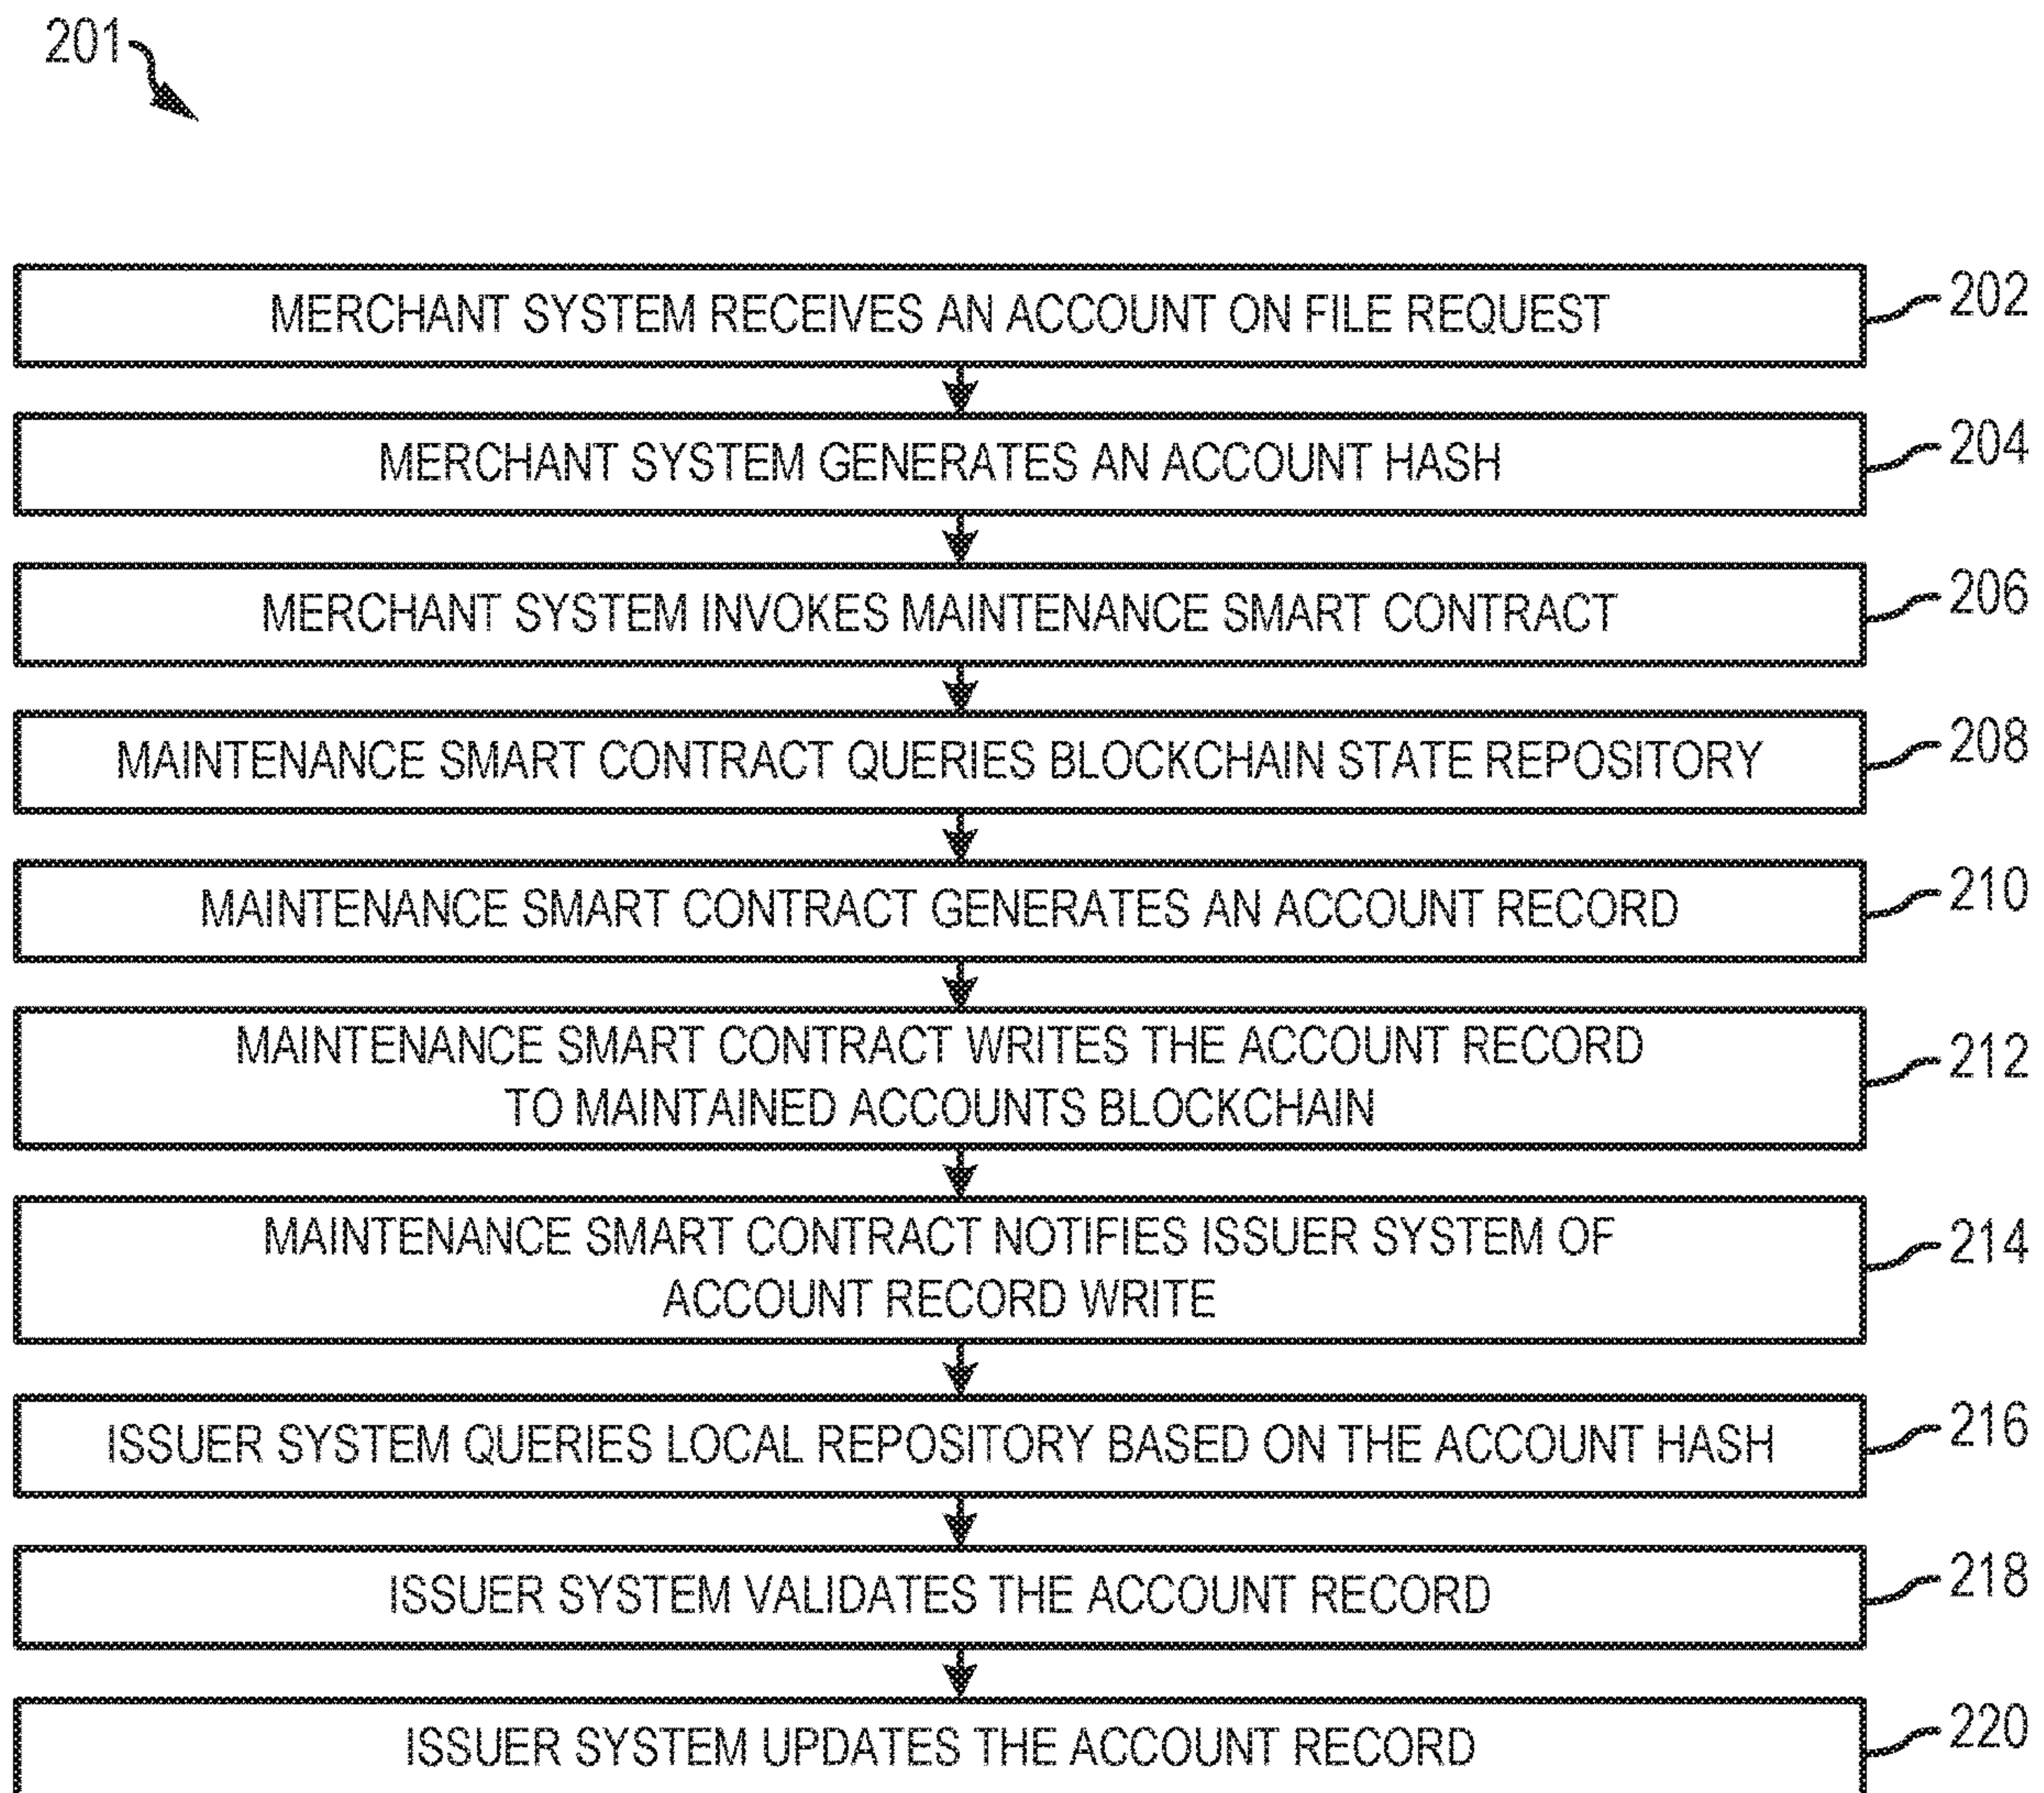 201
MERCHANT SYSTEM RECEIVES AN ACCOUNT ON FILE REQUEST
202
MERCHANT SYSTEM GENERATES AN ACCOUNT HASH
204
MERCHANT SYSTEM INVOKES MAINTENANCE SMART CONTRACT
206
MAINTENANCE SMART CONTRACT QUERIES BLOCKCHAIN STATE REPOSITORY
208
MAINTENANCE SMART CONTRACT GENERATES AN ACCOUNT RECORD
210
MAINTENANCE SMART CONTRACT WRITES THE ACCOUNT RECORD
TO MAINTAINED ACCOUNTS BLOCKCHAIN
212
MAINTENANCE SMART CONTRACT NOTIFIES ISSUER SYSTEM OF
ACCOUNT RECORD WRITE
214
ISSUER SYSTEM QUERIES LOCAL REPOSITORY BASED ON THE ACCOUNT HASH
216
ISSUER SYSTEM VALIDATES THE ACCOUNT RECORD
218
ISSUER SYSTEM UPDATES THE ACCOUNT RECORD
220